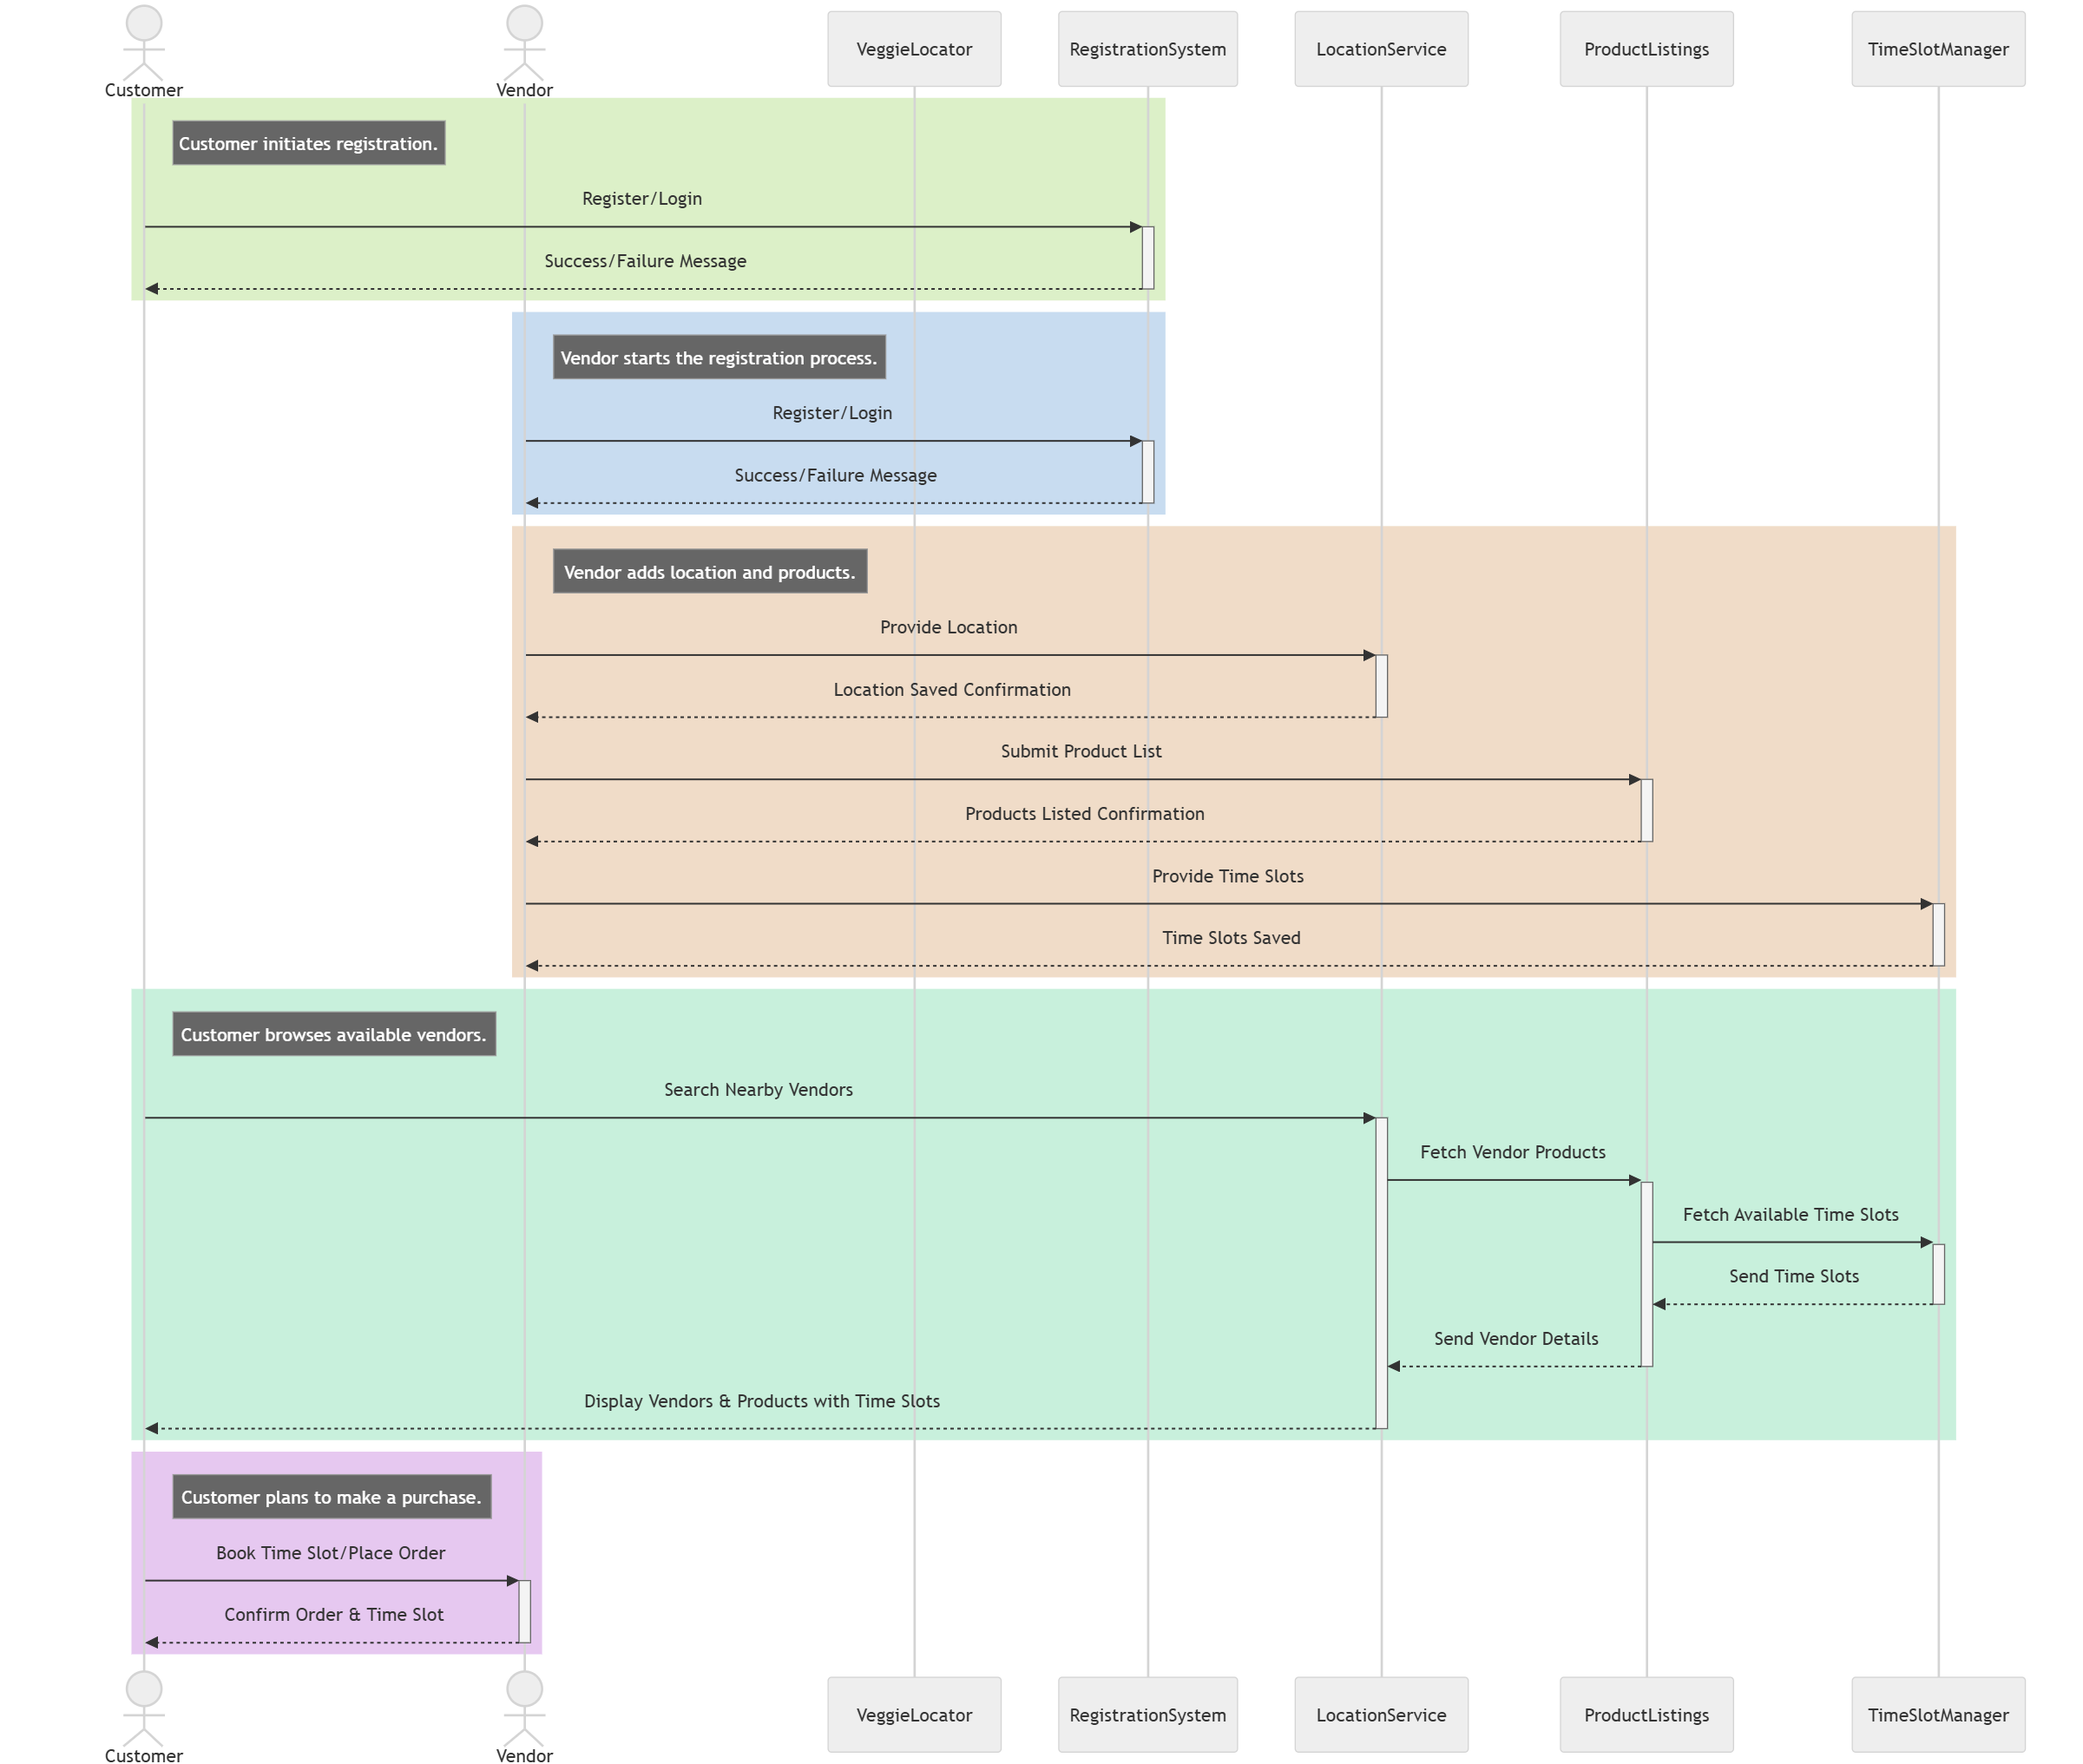 Customer
Vendor
VeggieLocator
RegistrationSystem
LocationService
ProductListings
TimeSlotManager
Customer initiates registration.
Register/Login
Success/Failure Message
Vendor starts the registration process.
Register/Login
Success/Failure Message
Vendor adds location and products.
Provide Location
Location Saved Confirmation
Submit Product List
Products Listed Confirmation
Provide Time Slots
Time Slots Saved
Customer browses available vendors.
Search Nearby Vendors
Fetch Vendor Products
Fetch Available Time Slots
Send Time Slots
Send Vendor Details
Display Vendors & Products with Time Slots
Customer plans to make a purchase.
Book Time Slot/Place Order
Confirm Order & Time Slot
Customer
Vendor
VeggieLocator
RegistrationSystem
LocationService
ProductListings
TimeSlotManager